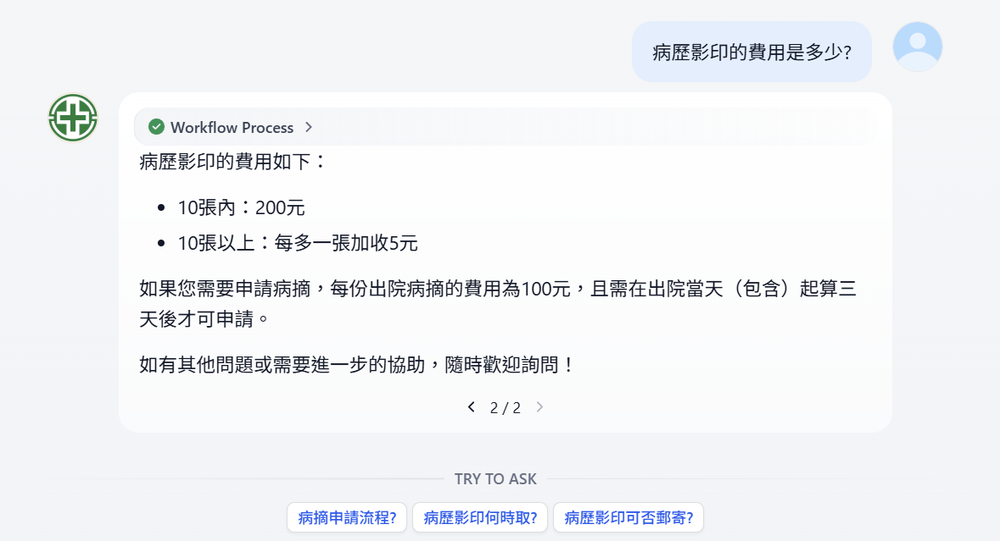 病歷影印的費用是多少?
Workflow Process
病歷影印的費用如下：
10張內：200元
10張以上：每多一張加收5元
如果您需要申請病摘，每份出院病摘的費用為100元，且需在出院當天（包含）起算三
天後才可申請。
如有其他問題或需要進一步的協助，隨時歡迎詢問！
2 / 2
TRY TO ASK
病摘申請流程?
病歷影印何時取?
病歷影印可否郵寄?